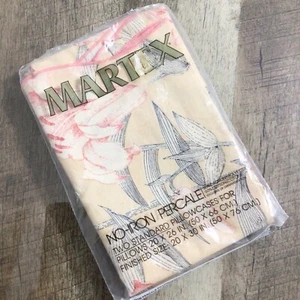 MARTEX
NO-IRON PERCALE
TWO STANDARD PILLOWCASES FOR
PILLOWS 20 X 26 IN. (50 X 66 CM.)
FINISHED SIZE: 20 X 30 IN. (50 X 76 CM.)